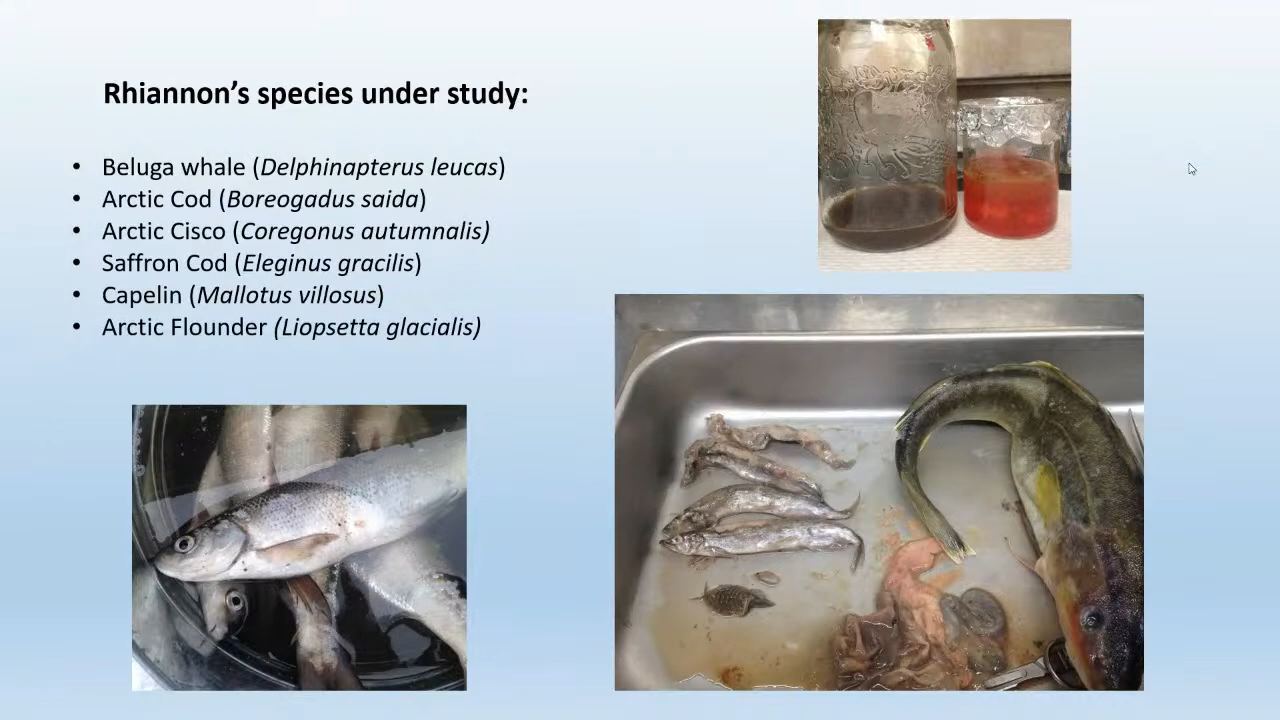 Rhiannon's species under study:
• Beluga whale (Delphinapterus leucas)
• Arctic Cod (Boreogadus saida)
• Arctic Cisco (Coregonus autumnalis)
• Saffron Cod (Eleginus gracilis)
• Capelin (Mallotus villosus)
• Arctic Flounder (Liopsetta glacialis)